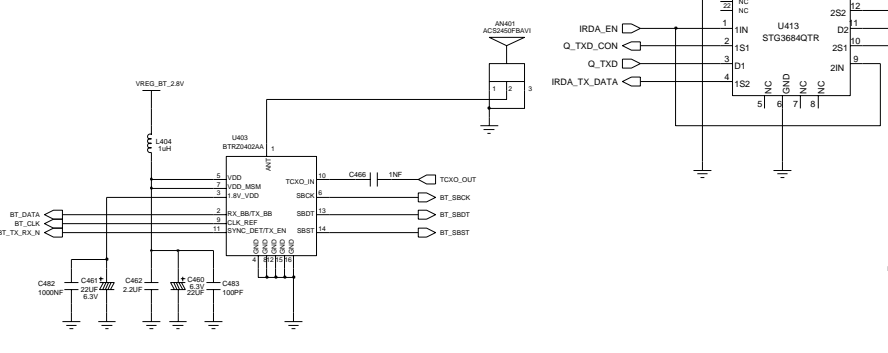 AN401
ACS2450FBAVI
1 2 3
VREG_BT_2.8V
L404
1uH
U403
BTRZ0402AA
1
ANT
5 VDD
7 VDD_MSM
3 1.8V_VDD
2 RX_BB/TX_BB
9 CLK_REF
11 SYNC_DET/TX_EN
TCXO_IN 10
SBCK 6
SBDT 13
SBST 14
C466 1NF
TCXO_OUT
BT_SBCK
BT_SBDT
BT_SBST
BT_DATA
BT_CLK
BT_TX_RX_N
GND GND GND GND GND
4 8 12 15 16
C482
1000NF
C461 +
22UF
6.3V
C462
2.2UF
+
C460
6.3V
22UF
C483
100PF
NC
22 NC
IRDA_EN
Q_TXD_CON
Q_TXD
IRDA_TX_DATA
1 1IN
2 1S1
3 D1
4 1S2
U413
STG3684QTR
2S2 12
D2 11
2S1 10
2IN 9
NC GND NC NC
5 6 7 8